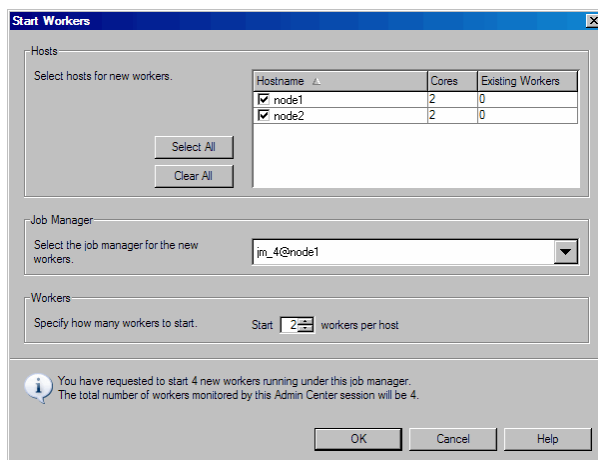 Start Workers
Hosts
Select hosts for new workers.
Hostname Cores Existing Workers
node1 2 0
node2 2 0
Select All
Clear All
Job Manager
Select the job manager for the new
workers.
jm_4@node1
Workers
Specify how many workers to start.
Start 2 workers per host
You have requested to start 4 new workers running under this job manager.
The total number of workers monitored by this Admin Center session will be 4.
OK Cancel Help